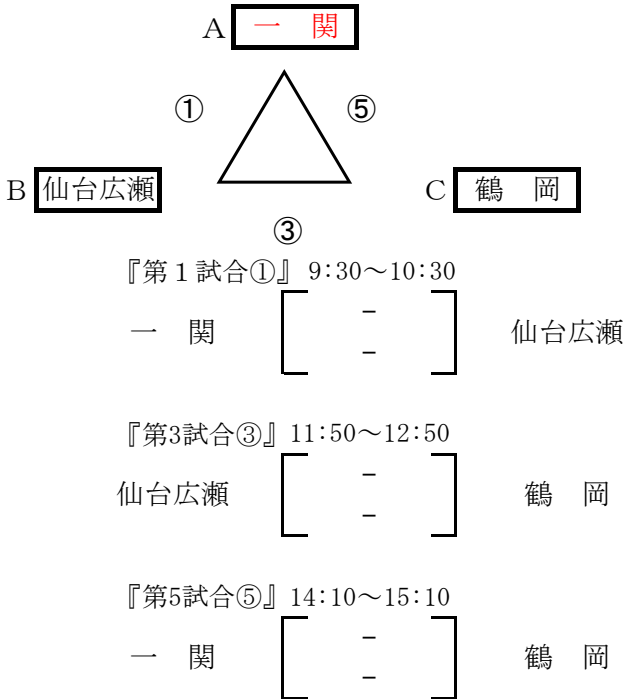 A 一　関
① ⑤
B 仙台広瀬 C 鶴　岡
③
『第１試合①』 9:30～10:30
一　関 － 仙台広瀬
－
『第3試合③』 11:50～12:50
仙台広瀬 － 鶴　岡
－
『第5試合⑤』 14:10～15:10
一　関 － 鶴　岡
－